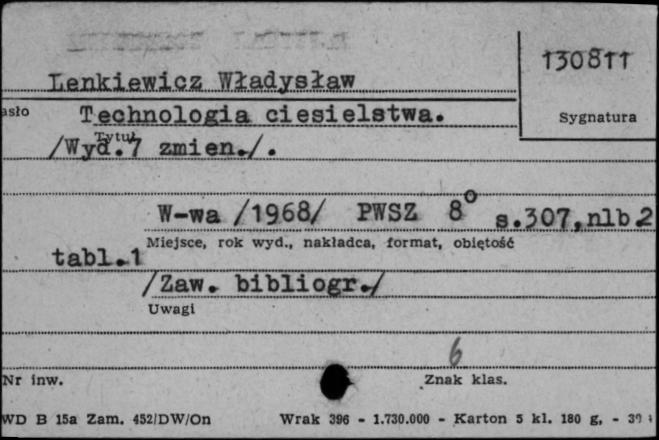 130811
Lenkiewicz Władysław
asło Technologia ciesielstwa.
Sygnatura
Tytuł
/Wyd.7 zmien./.
W-wa /1968/ PWSZ 8° s.307,nlb.2
Miejsce, rok wyd., nakładca, format, obiętość
tabl.1
/Zaw. bibliogr./
Uwagi
6
Nr inw. Znak klas.
WD B 15a Zam. 452/DW/On Wrak 396 - 1.730.000 - Karton 5 kl. 180 g. -